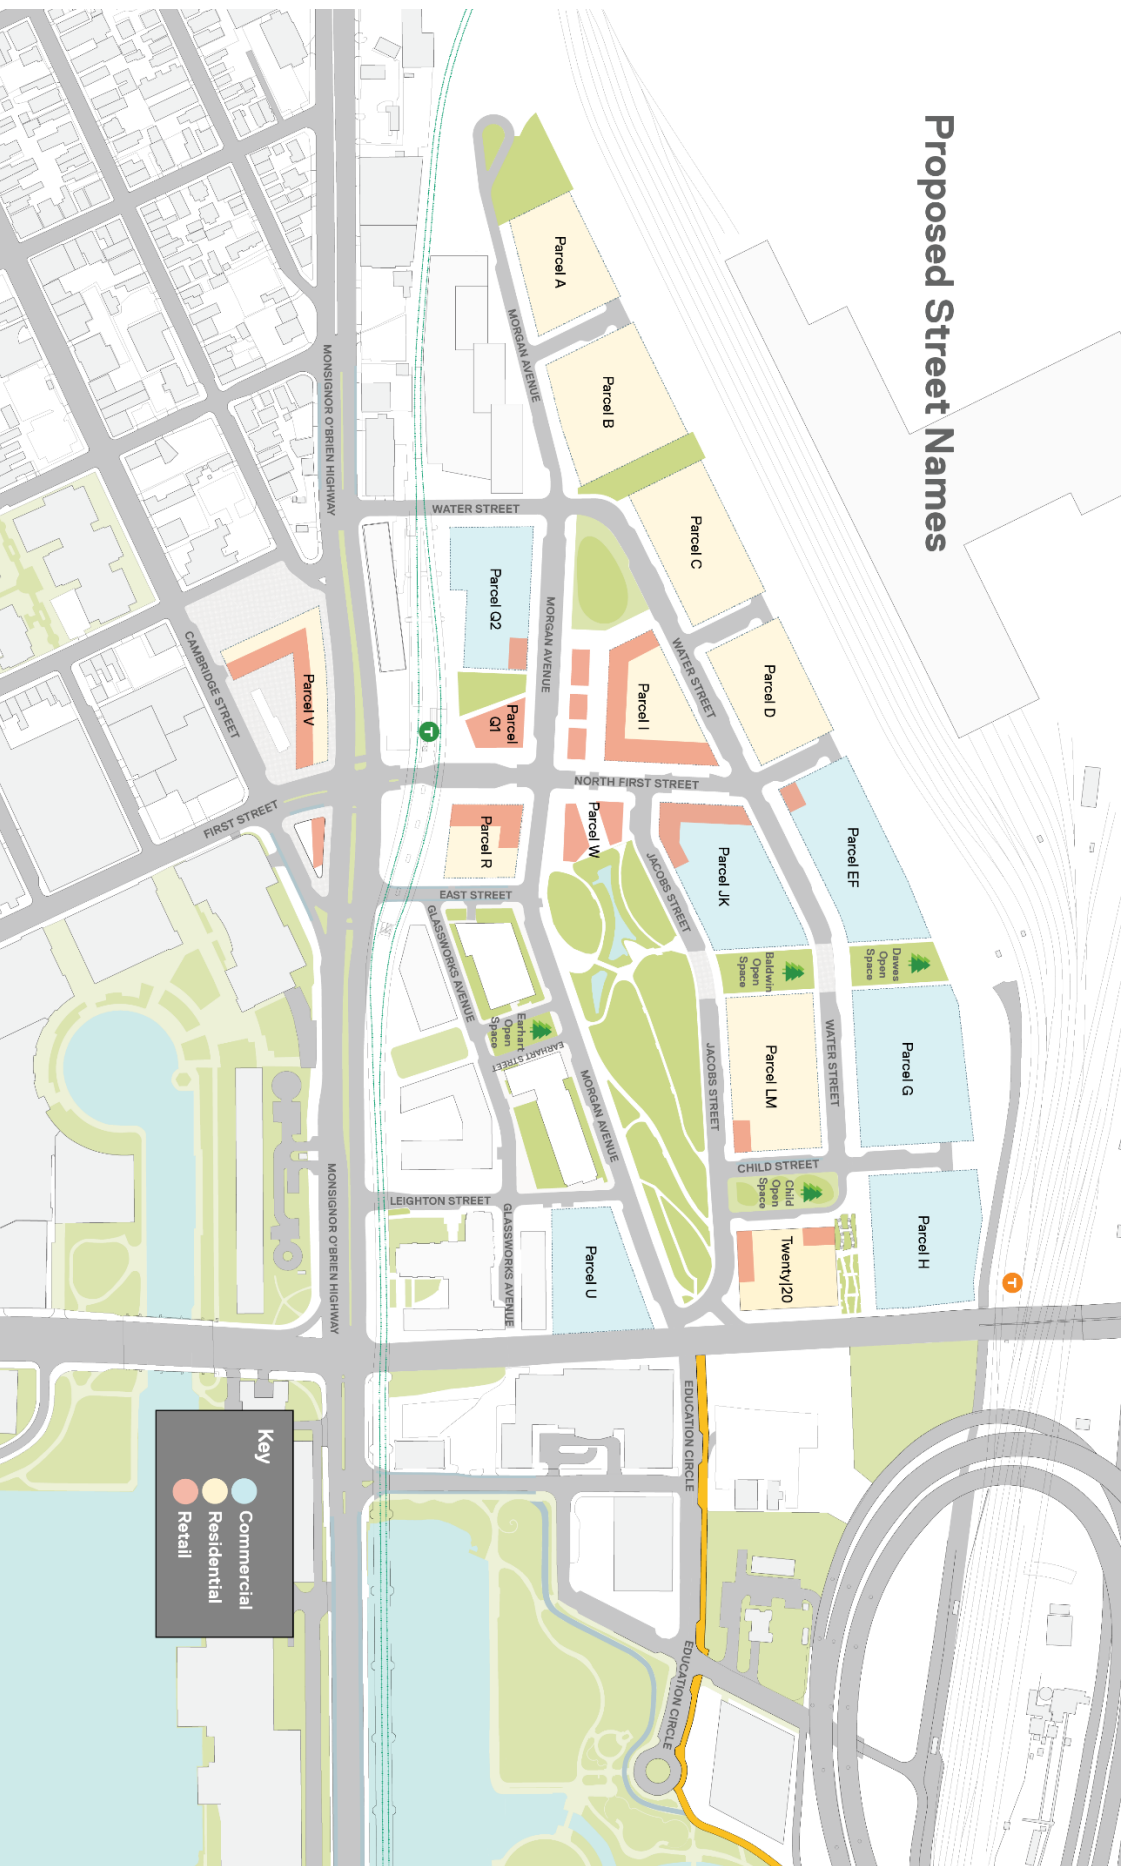 Proposed Street Names
Parcel A
MORGAN AVENUE
Parcel B
MONSIGNOR O'BRIEN HIGHWAY
WATER STREET
Parcel C
Parcel Q2
MORGAN AVENUE
WATER STREET
Parcel D
CAMBRIDGE STREET
Parcel V
Parcel
Q1
Parcel I
T
NORTH FIRST STREET
FIRST STREET
Parcel R
Parcel W
JACOBS STREET
Parcel JK
Parcel EF
EAST STREET
GLASSWORKS AVENUE
Baldwin
Open
Space
Dawes
Open
Space
Earhart
Open
Space
EARHART STREET
MORGAN AVENUE
JACOBS STREET
Parcel LM
WATER STREET
Parcel G
CHILD STREET
Child
Open
Space
MONSIGNOR O'BRIEN HIGHWAY
LEIGHTON STREET
GLASSWORKS AVENUE
Parcel U
Twenty|20
Parcel H
T
EDUCATION CIRCLE
EDUCATION CIRCLE
Key
Commercial
Residential
Retail